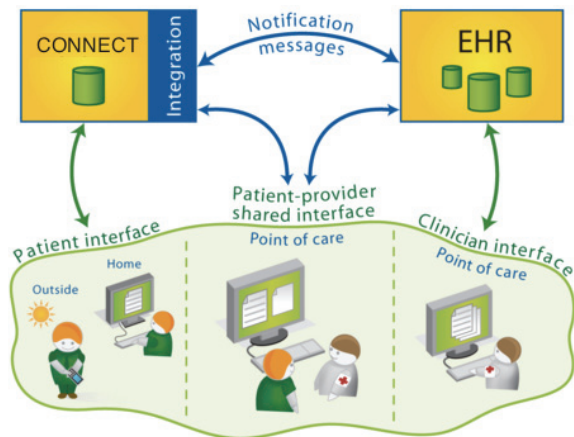 CONNECT
Integration
Notification
messages
EHR
Patient-provider
shared interface
Patient interface
Clinician interface
Point of care
Point of care
Home
Outside